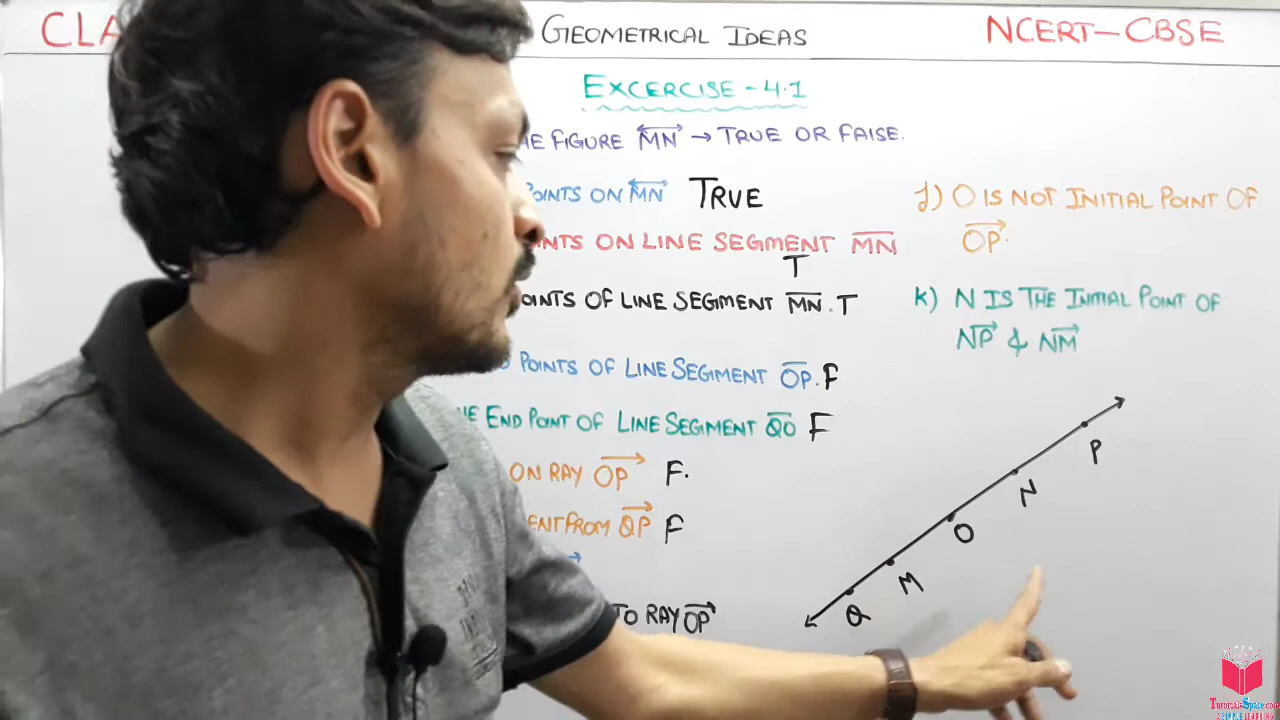 CLA
GEOMETRICAL IDEAS
NCERT-CBSE
EXCERCISE - 4.1
HE FIGURE MN → TRUE OR FAlSE.
POINTS ON MN TRUE
INTS ON LINE SEGMENT MN
T
OINTS OF LINE SEGMENT MN. T
POINTS OF LINE SEGMENT OP. F
END POINT OF LINE SEGMENT QO F
ON RAY OP F.
ENT FROM QP F
TO RAY OP
J) O IS NOT INITIAL POINT OF
OP.
K) N IS THE INITIAL POINT OF
NP & NM
P
N
O
M
Q